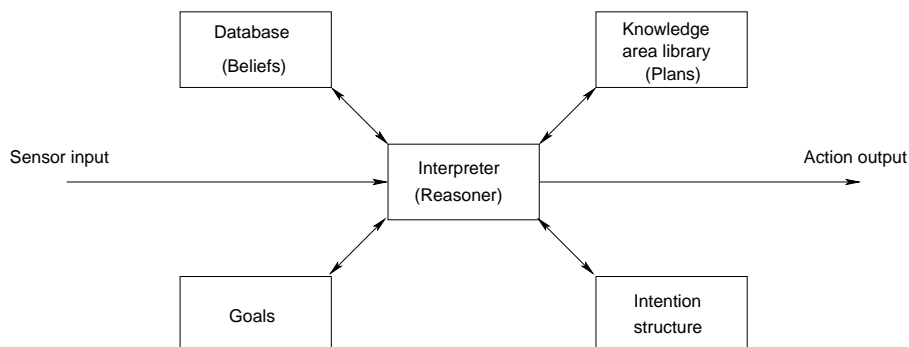 Database
(Beliefs)
Knowledge
area library
(Plans)
Sensor input
Interpreter
(Reasoner)
Action output
Goals
Intention
structure